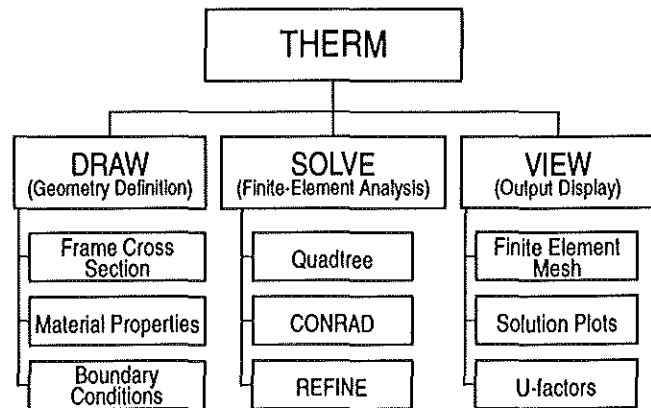 THERM
DRAW
(Geometry Definition)
Frame Cross
Section
Material Properties
Boundary
Conditions
SOLVE
(Finite-Element Analysis)
Quadtree
CONRAD
REFINE
VIEW
(Output Display)
Finite Element
Mesh
Solution Plots
U-factors